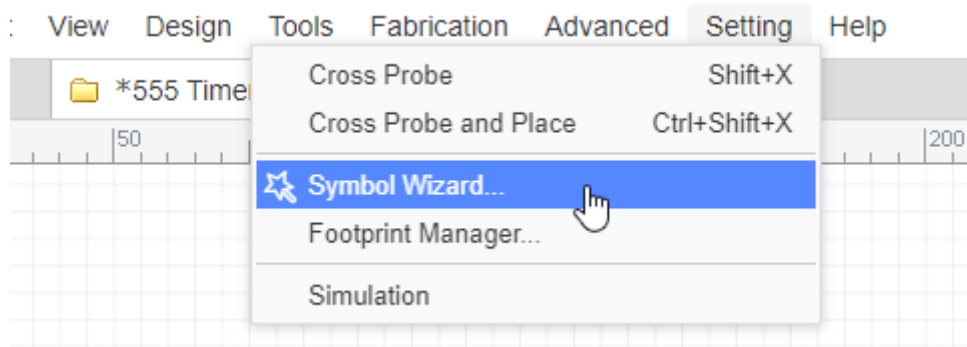 : View Design Tools Fabrication Advanced Setting Help
*555 Time
50 200
Cross Probe Shift+X
Cross Probe and Place Ctrl+Shift+X
Symbol Wizard...
Footprint Manager...
Simulation